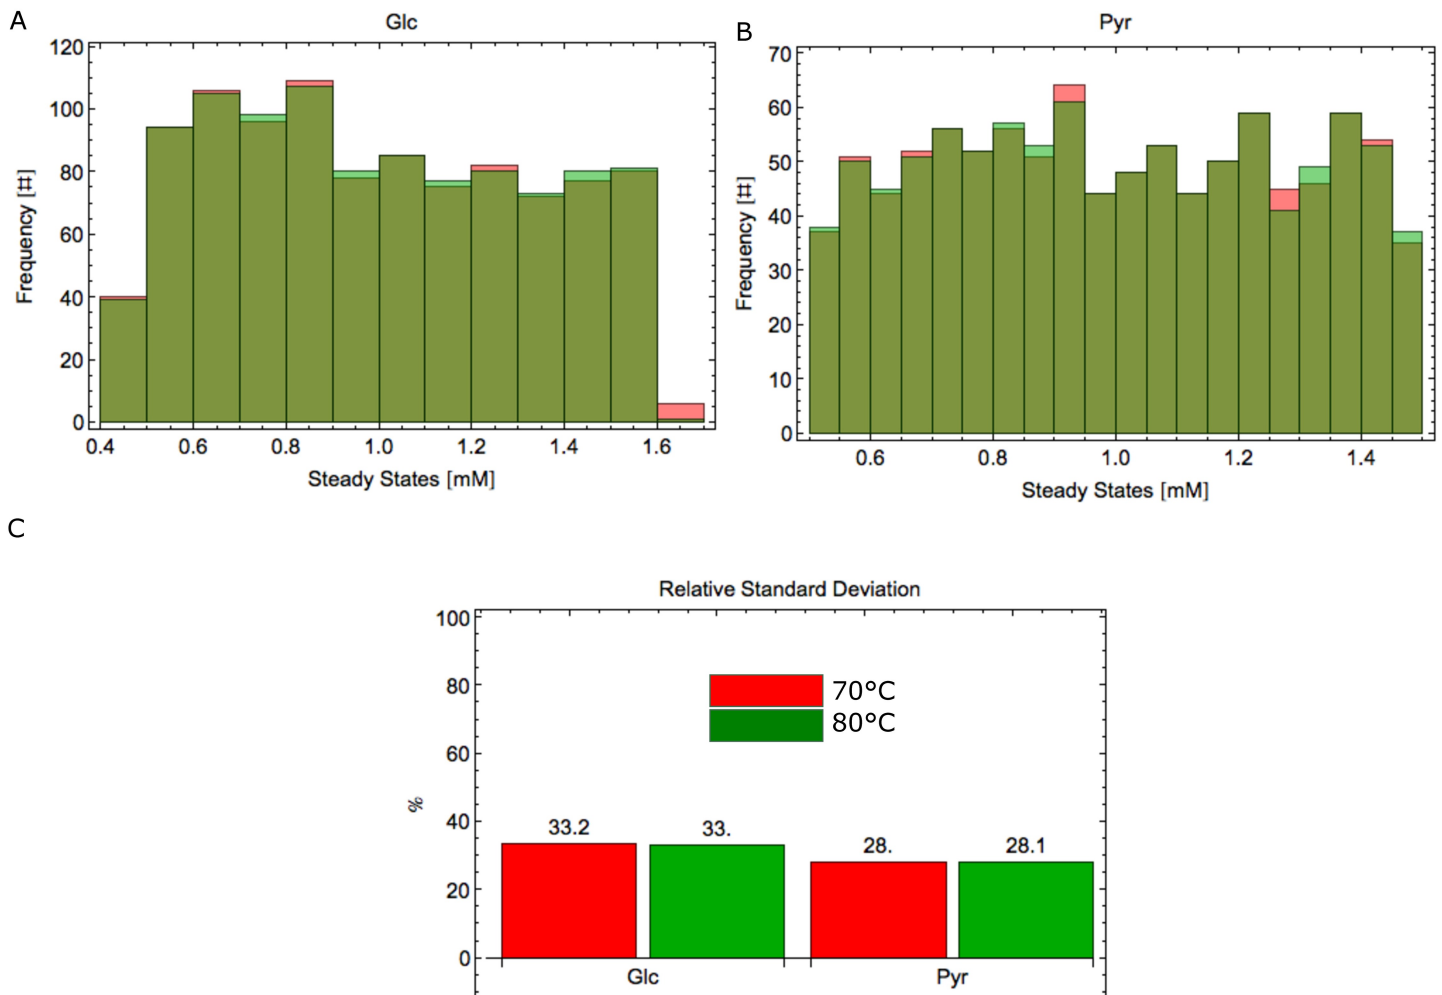 A
Glc
120
100
80
60
40
20
0
Frequency [#]
0.4 0.6 0.8 1.0 1.2 1.4 1.6
Steady States [mM]
B
Pyr
70
60
50
40
30
20
10
0
Frequency [#]
0.6 0.8 1.0 1.2 1.4
Steady States [mM]
C
Relative Standard Deviation
100
80
60
40
20
0
%
70°C
80°C
33.2 33. 28. 28.1
Glc Pyr